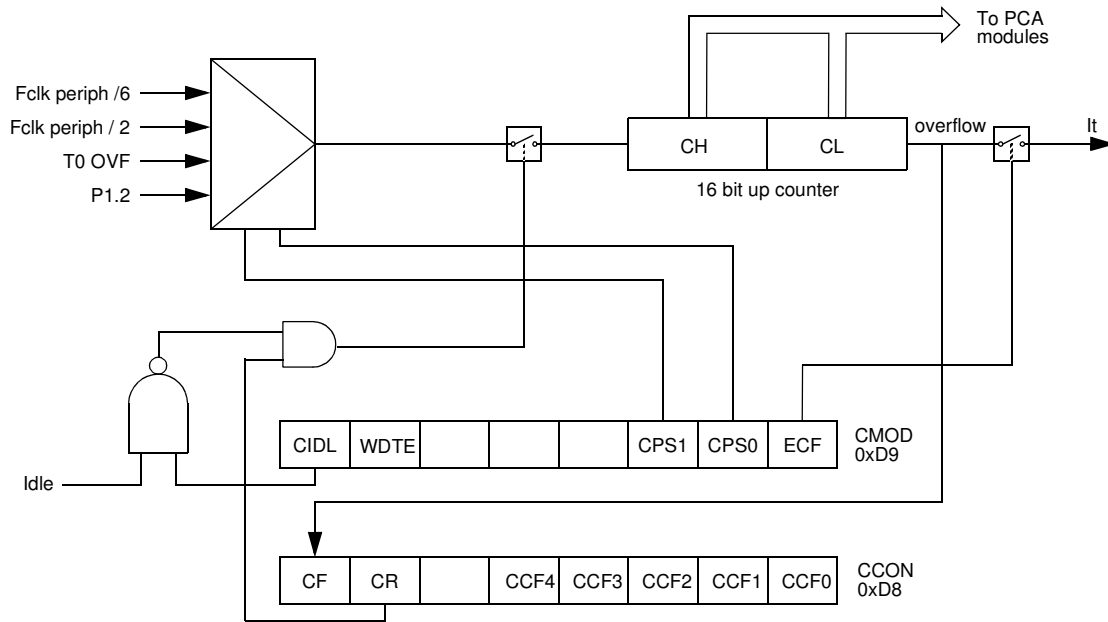 To PCA
modules
Fclk periph /6
Fclk periph / 2
T0 OVF
P1.2
CH
CL
overflow
It
16 bit up counter
CIDL
WDTE
CPS1
CPS0
ECF
CMOD
0xD9
Idle
CF
CR
CCF4
CCF3
CCF2
CCF1
CCF0
CCON
0xD8